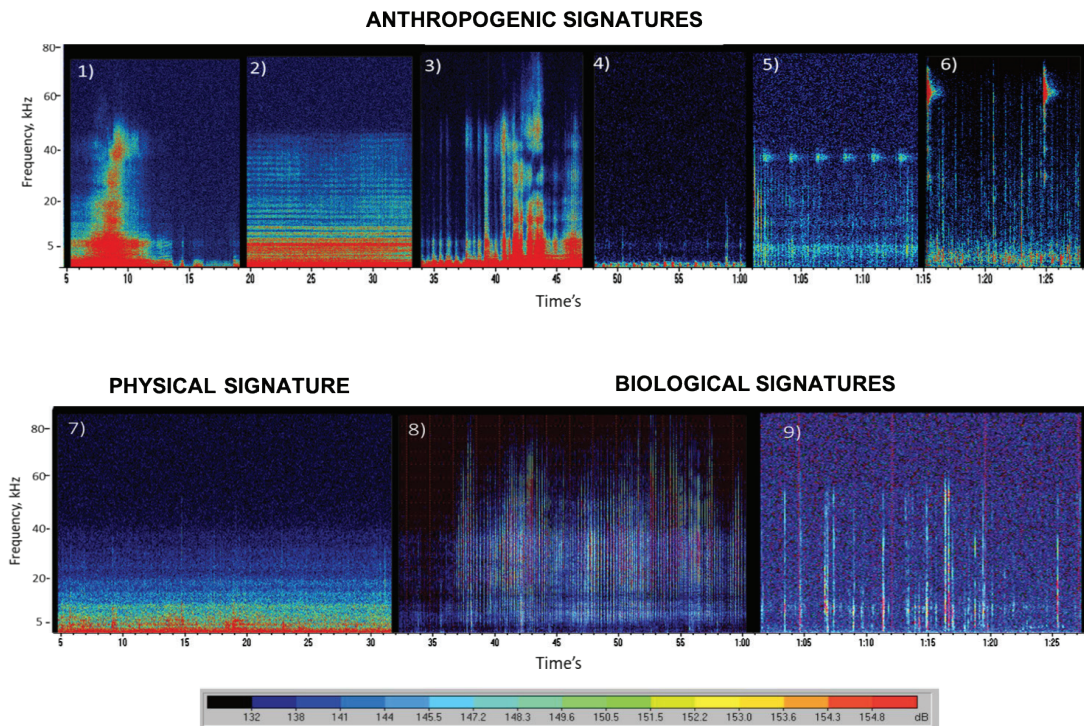 ANTHROPOGENIC SIGNATURES
80
60
40
20
5
Frequency, kHz
1)
2)
3)
4)
5)
6)
5 10 15 20 25 30 35 40 45 50 55 1:00 1:05 1:10 1:15 1:20 1:25
Time's
PHYSICAL SIGNATURE
BIOLOGICAL SIGNATURES
80
60
40
20
5
Frequency, kHz
7)
8)
9)
5 10 15 20 25 30 35 40 45 50 55 1:00 1:05 1:10 1:15 1:20 1:25
Time's
132 138 141 144 145.5 147.2 148.3 149.6 150.5 151.5 152.2 153.0 153.6 154.3 154.8 dB